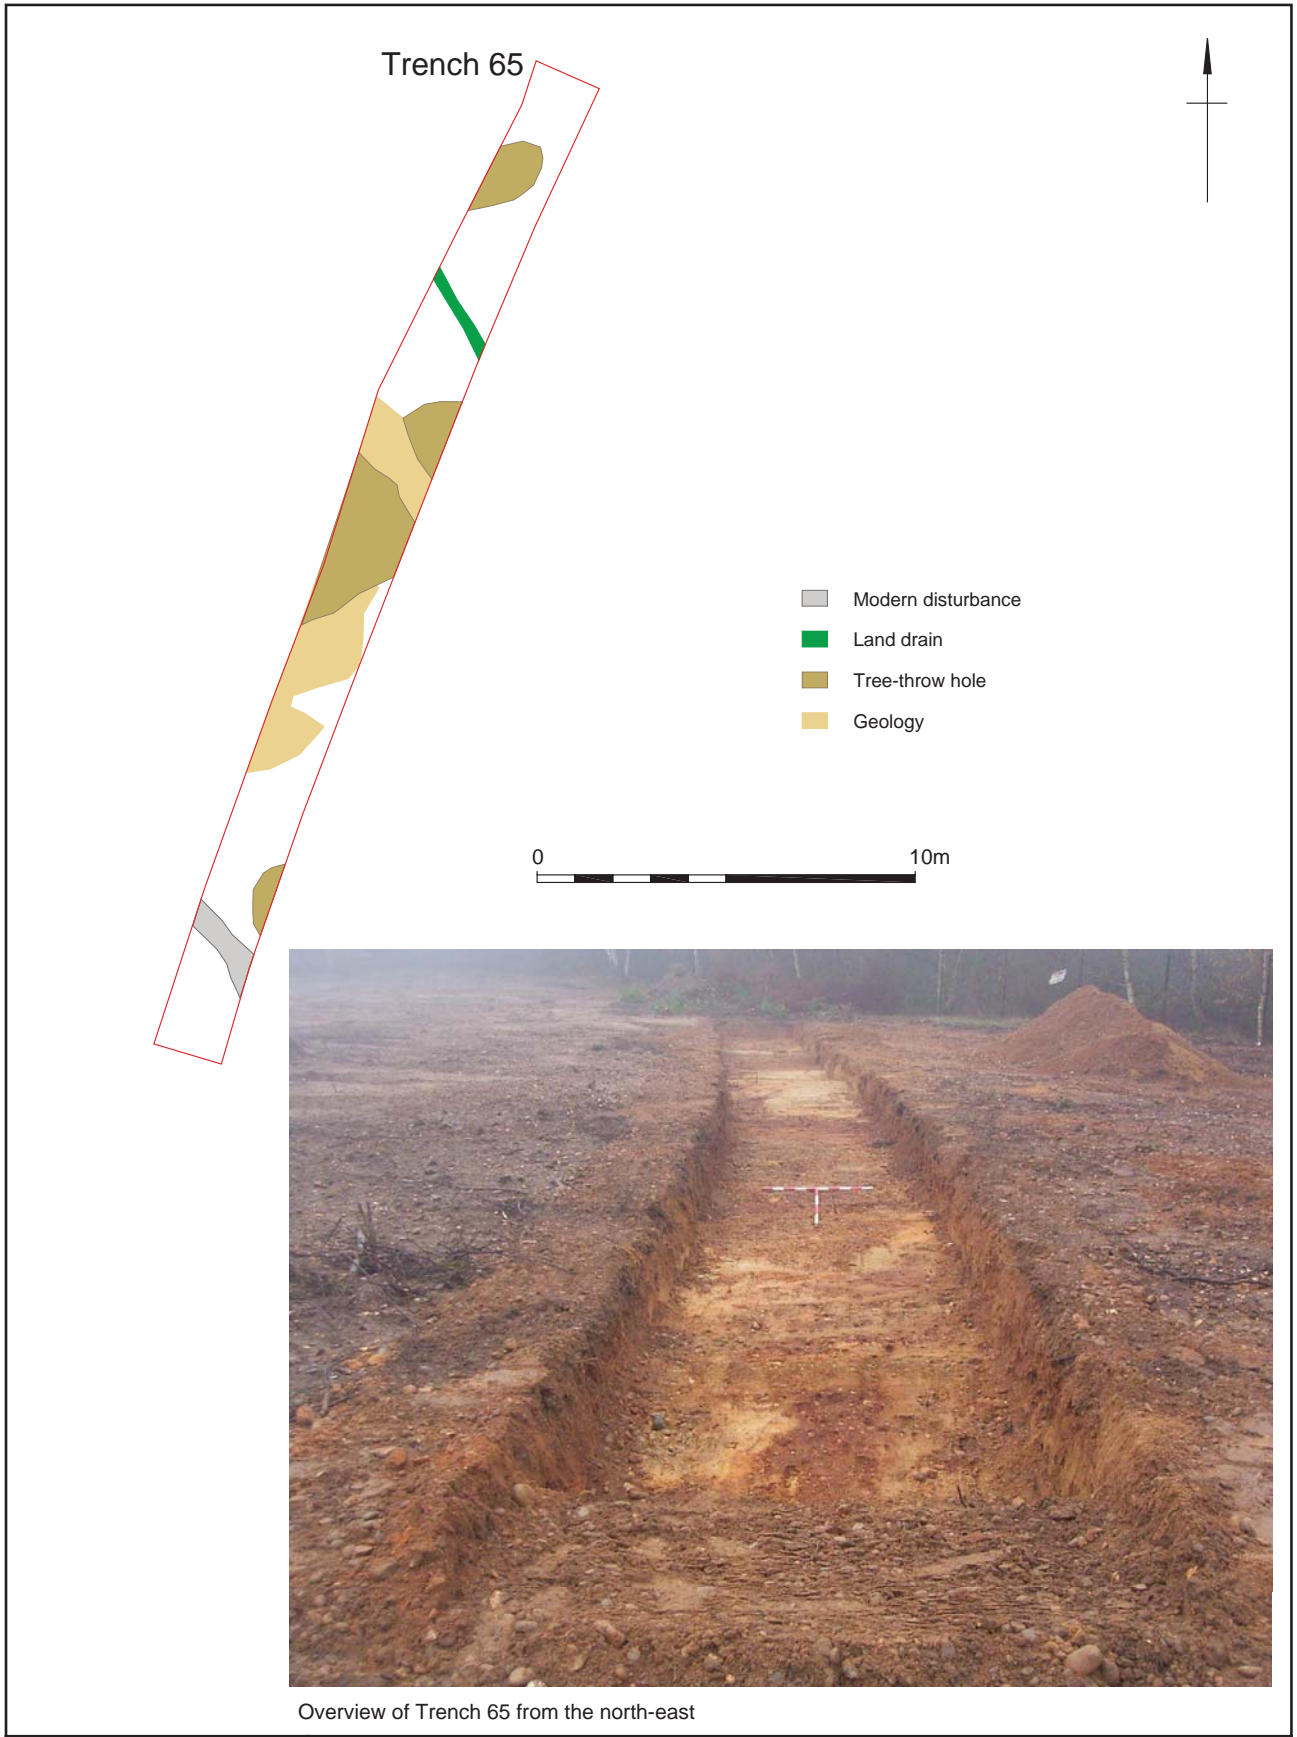 Trench 65
Modern disturbance
Land drain
Tree-throw hole
Geology
0 10m
Overview of Trench 65 from the north-east